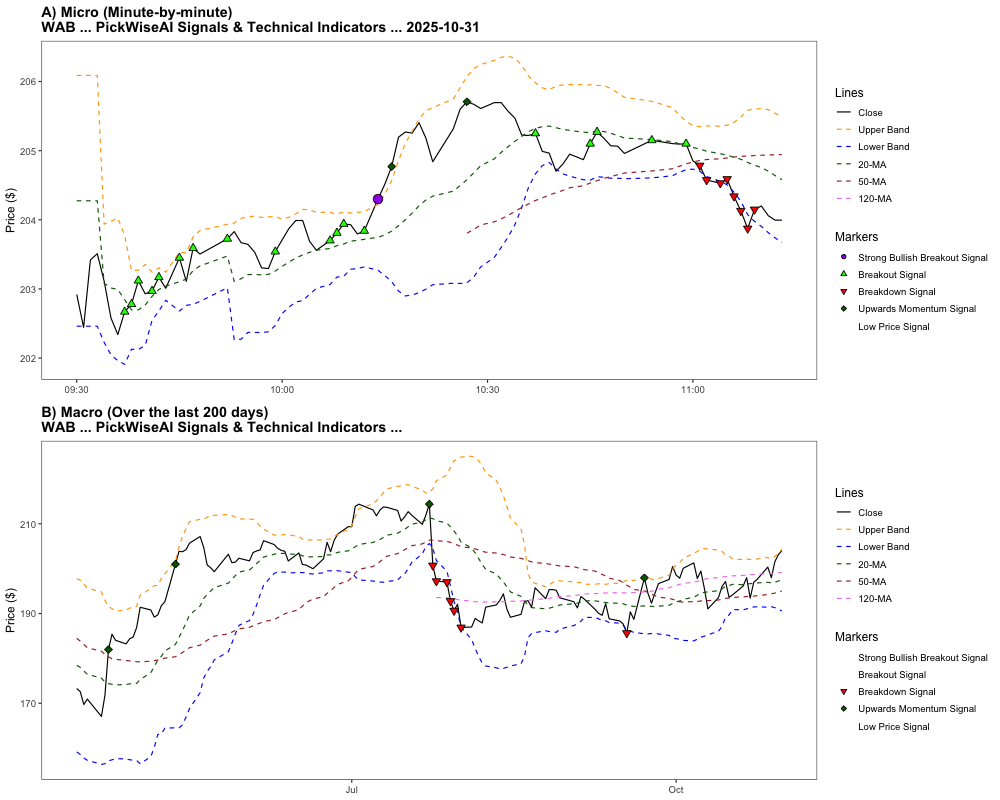 A) Micro (Minute-by-minute)
WAB ... PickWiseAI Signals & Technical Indicators ... 2025-10-31
Price ($)
206
205
204
203
202
09:30
10:00
10:30
11:00
Lines
Close
Upper Band
Lower Band
20-MA
50-MA
120-MA
Markers
Strong Bullish Breakout Signal
Breakout Signal
Breakdown Signal
Upwards Momentum Signal
Low Price Signal
B) Macro (Over the last 200 days)
WAB ... PickWiseAI Signals & Technical Indicators ...
Price ($)
210
190
170
Jul
Oct
Lines
Close
Upper Band
Lower Band
20-MA
50-MA
120-MA
Markers
Strong Bullish Breakout Signal
Breakout Signal
Breakdown Signal
Upwards Momentum Signal
Low Price Signal